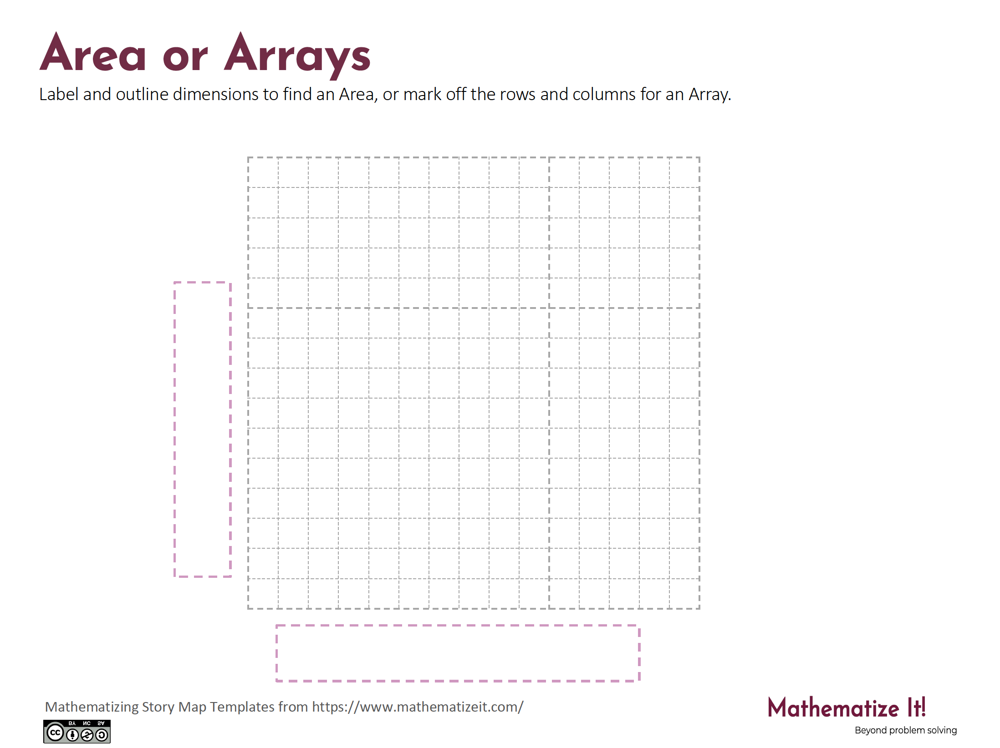 Area or Arrays
Label and outline dimensions to find an Area, or mark off the rows and columns for an Array.
Mathematizing Story Map Templates from https://www.mathematizeit.com/
BY NC SA
cc
Mathematize It!
Beyond problem solving